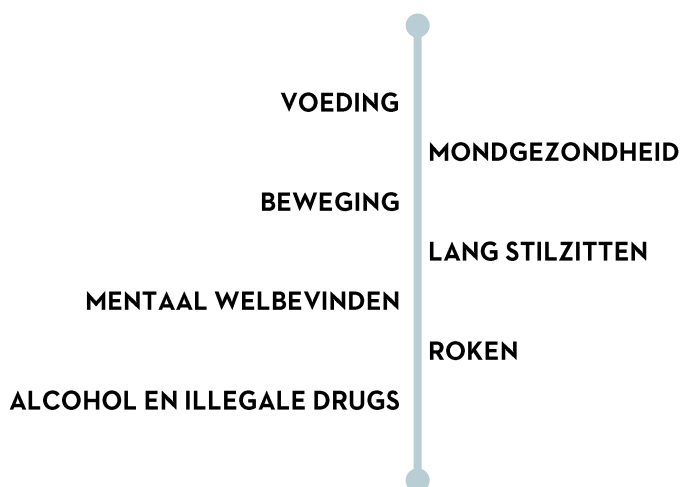 VOEDING
MONDGEZONDHEID
BEWEGING
LANG STILZITTEN
MENTAAL WELBEVINDEN
ROKEN
ALCOHOL EN ILLEGALE DRUGS